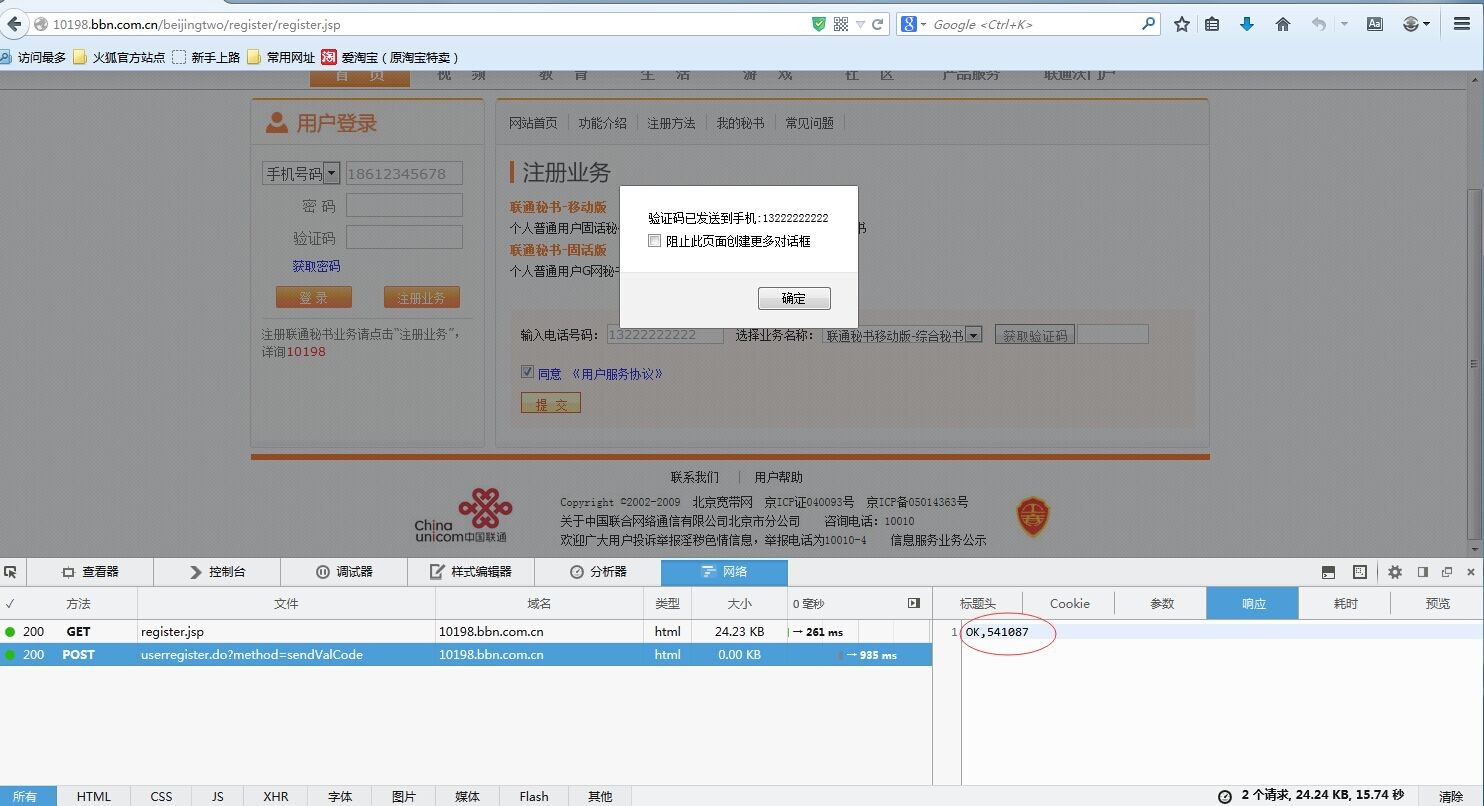 10198.bbn.com.cn/beijingtwo/register/register.jsp
Google <Ctrl+K>
访问最多 火狐官方站点 新手上路 常用网址 淘 爱淘宝（原淘宝特卖）
首 页 视 频 教 育 生 活 游 戏 社 区 产品服务 联通沃门户
用户登录
网站首页 功能介绍 注册方法 我的秘书 常见问题
手机号码 18612345678
密 码
验证码
获取密码
登 录 注册业务
注册联通秘书业务请点击“注册业务”，
详询10198
注册业务
联通秘书-移动版
个人普通用户固话秘
书
联通秘书-固话版
个人普通用户G网秘
验证码已发送到手机:13222222222
阻止此页面创建更多对话框
确定
输入电话号码： 13222222222 选择业务名称： 联通秘书移动版-综合秘书 获取验证码
同意 《用户服务协议》
提 交
联系我们 用户帮助
China
unicom中国联通
Copyright ©2002-2009 北京宽带网 京ICP证040093号 京ICP备05014363号
关于中国联合网络通信有限公司北京市分公司 咨询电话：10010
欢迎广大用户投诉举报淫秽色情信息，举报电话为10010-4 信息服务业务公示
查看器 控制台 调试器 样式编辑器 分析器 网络
✓ 方法 文件 域名 类型 大小 0 毫秒
200 GET register.jsp 10198.bbn.com.cn html 24.23 KB → 261 ms
200 POST userregister.do?method=sendValCode 10198.bbn.com.cn html 0.00 KB → 935 ms
标题头 Cookie 参数 响应 耗时 预览
1 OK,541087
所有 HTML CSS JS XHR 字体 图片 媒体 Flash 其他
2 个请求, 24.24 KB, 15.74 秒 清除